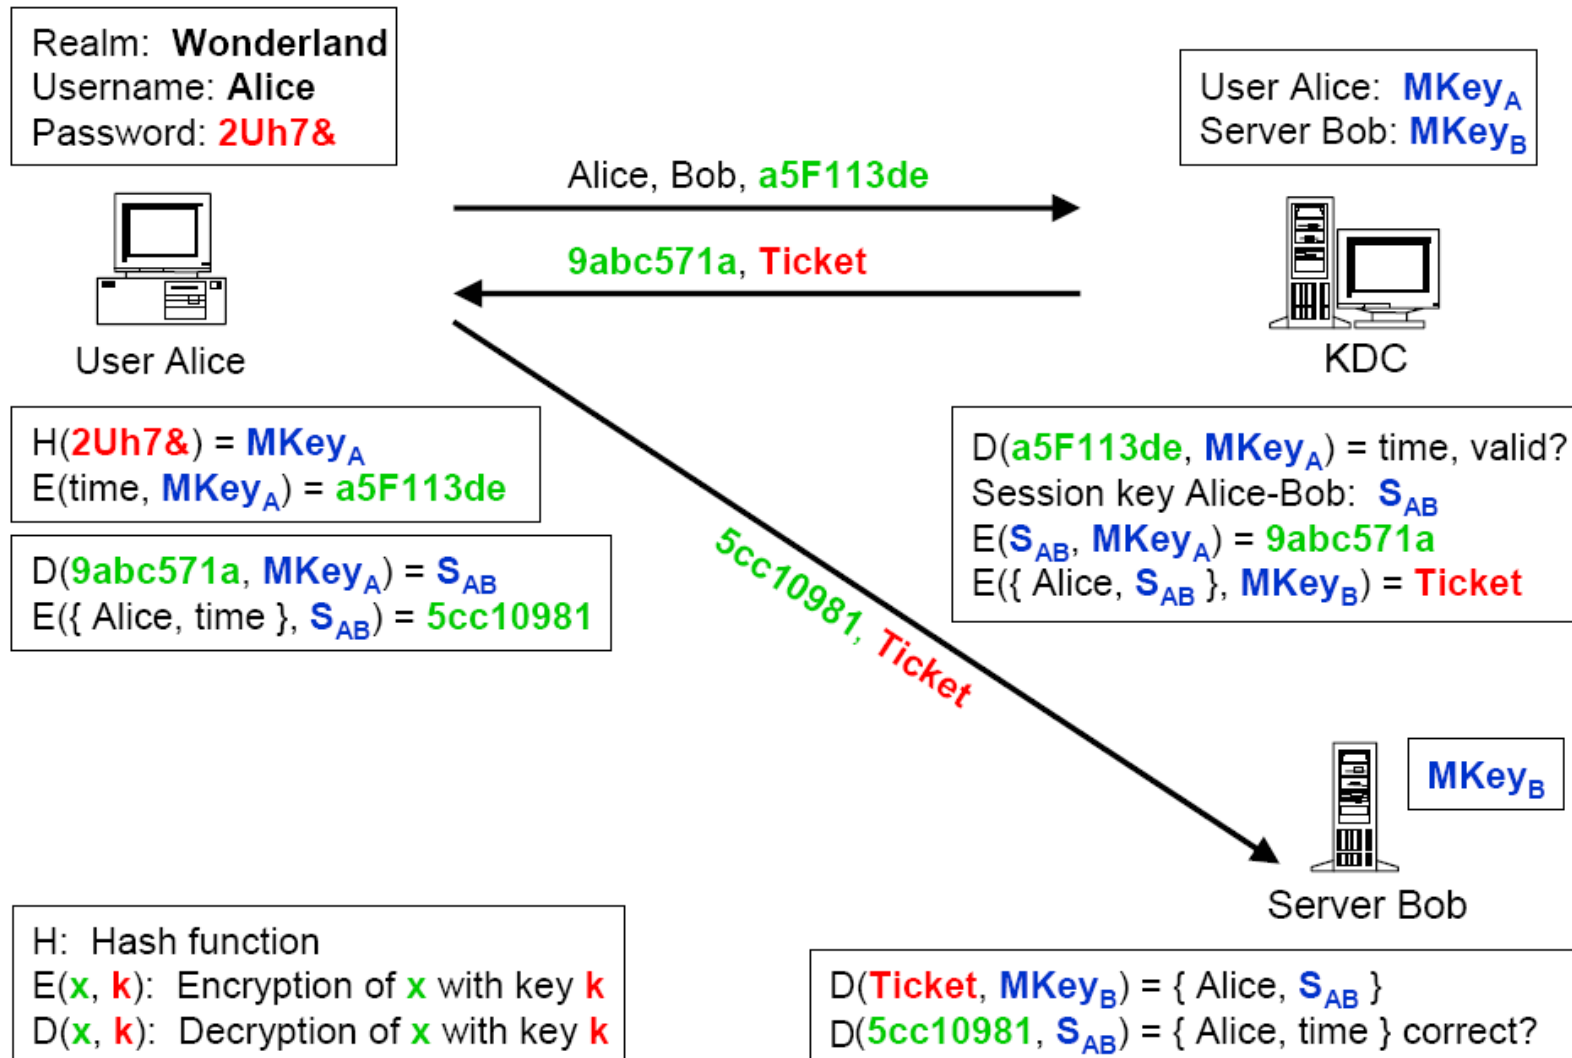 Realm: Wonderland
Username: Alice
Password: 2Uh7&
User Alice: MKeyA
Server Bob: MKeyB
Alice, Bob, a5F113de
9abc571a, Ticket
User Alice
KDC
H(2Uh7&) = MKeyA
E(time, MKeyA) = a5F113de
D(9abc571a, MKeyA) = SAB
E({ Alice, time }, SAB) = 5cc10981
D(a5F113de, MKeyA) = time, valid?
Session key Alice-Bob: SAB
E(SAB, MKeyA) = 9abc571a
E({ Alice, SAB }, MKeyB) = Ticket
5cc10981, Ticket
MKeyB
Server Bob
H: Hash function
E(x, k): Encryption of x with key k
D(x, k): Decryption of x with key k
D(Ticket, MKeyB) = { Alice, SAB }
D(5cc10981, SAB) = { Alice, time } correct?